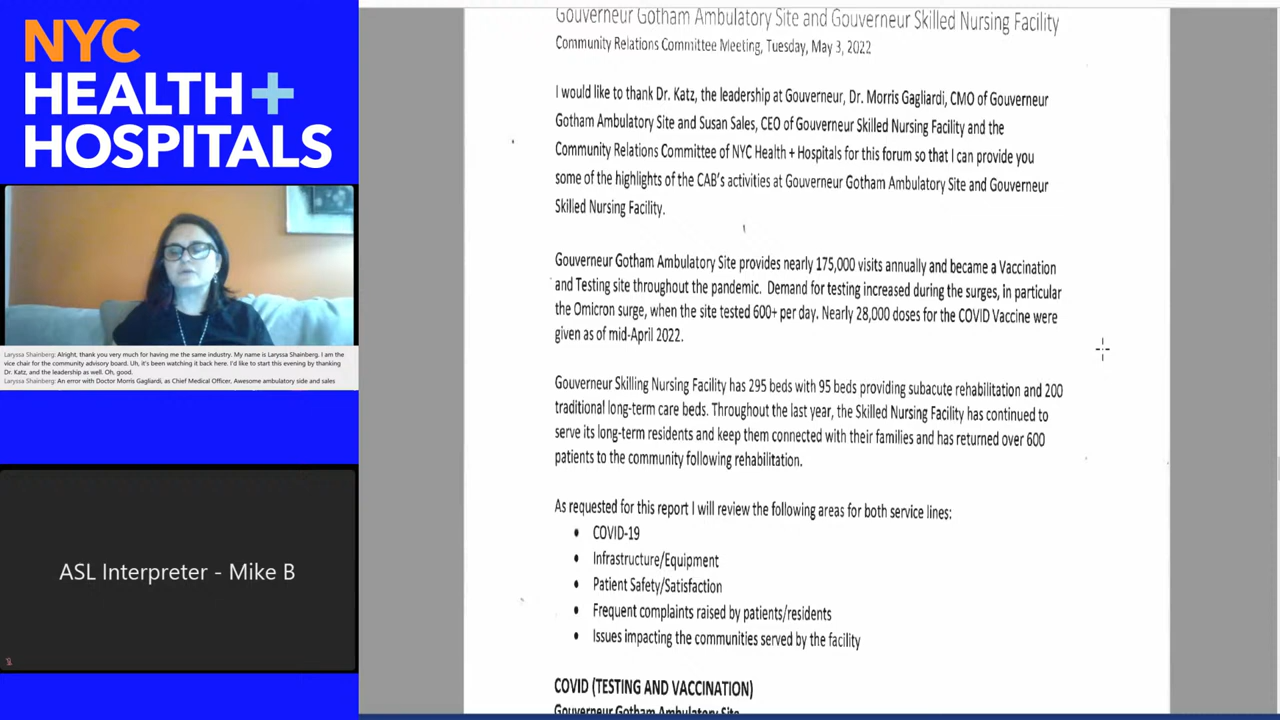 NYC
HEALTH+
HOSPITALS
Laryssa Shainberg: Alright, thank you very much for having me the same industry. My name is Laryssa Shainberg. I am the
vice chair for the community advisory board. Uh, it's been watching it back here. I'd like to start this evening by thanking
Dr. Katz, and the leadership as well. Oh, good.
Laryssa Shainberg: An error with Doctor Morris Gagliardi, as Chief Medical Officer, Awesome ambulatory side and sales
ASL Interpreter - Mike B
Gouverneur Gotham Ambulatory Site and Gouverneur Skilled Nursing Facility
Community Relations Committee Meeting, Tuesday, May 3, 2022
I would like to thank Dr. Katz, the leadership at Gouverneur, Dr. Morris Gagliardi, CMO of Gouverneur
Gotham Ambulatory Site and Susan Sales, CEO of Gouverneur Skilled Nursing Facility and the
Community Relations Committee of NYC Health + Hospitals for this forum so that I can provide you
some of the highlights of the CAB's activities at Gouverneur Gotham Ambulatory Site and Gouverneur
Skilled Nursing Facility.
Gouverneur Gotham Ambulatory Site provides nearly 175,000 visits annually and became a Vaccination
and Testing site throughout the pandemic. Demand for testing increased during the surges, in particular
the Omicron surge, when the site tested 600+ per day. Nearly 28,000 doses for the COVID Vaccine were
given as of mid-April 2022.
Gouverneur Skilling Nursing Facility has 295 beds with 95 beds providing subacute rehabilitation and 200
traditional long-term care beds. Throughout the last year, the Skilled Nursing Facility has continued to
serve its long-term residents and keep them connected with their families and has returned over 600
patients to the community following rehabilitation.
As requested for this report I will review the following areas for both service lines:
• COVID-19
• Infrastructure/Equipment
• Patient Safety/Satisfaction
• Frequent complaints raised by patients/residents
• Issues impacting the communities served by the facility
COVID (TESTING AND VACCINATION)
Gouverneur Gotham Ambulatory Site